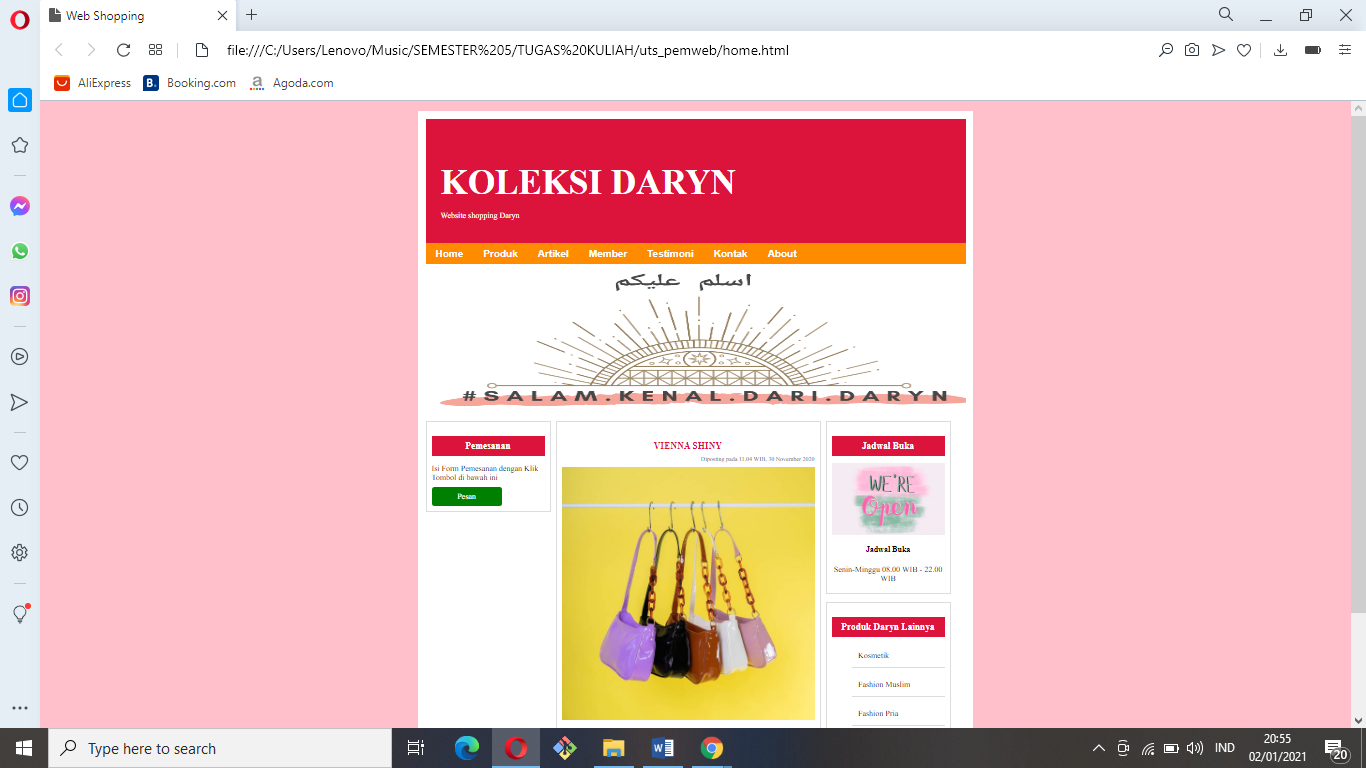 Web Shopping
file:///C:/Users/Lenovo/Music/SEMESTER%205/TUGAS%20KULIAH/uts_pemweb/home.html
AliExpress
B. Booking.com
a Agoda.com
KOLEKSI DARYN
Website shopping Daryn
Home Produk Artikel Member Testimoni Kontak About
اسلم عليكم
#SALAM.KENAL.DARI.DARYN
Pemesanan
Isi Form Pemesanan dengan Klik
Tombol di bawah ini
Pesan
VIENNA SHINY
Diposting pada 11.04 WIB, 30 November 2020
Jadwal Buka
WE'RE
Open
Jadwal Buka
Senin-Minggu 08.00 WIB - 22.00
WIB
Produk Daryn Lainnya
Kosmetik
Fashion Muslim
Fashion Pria
Type here to search
IND
20:55
02/01/2021
20